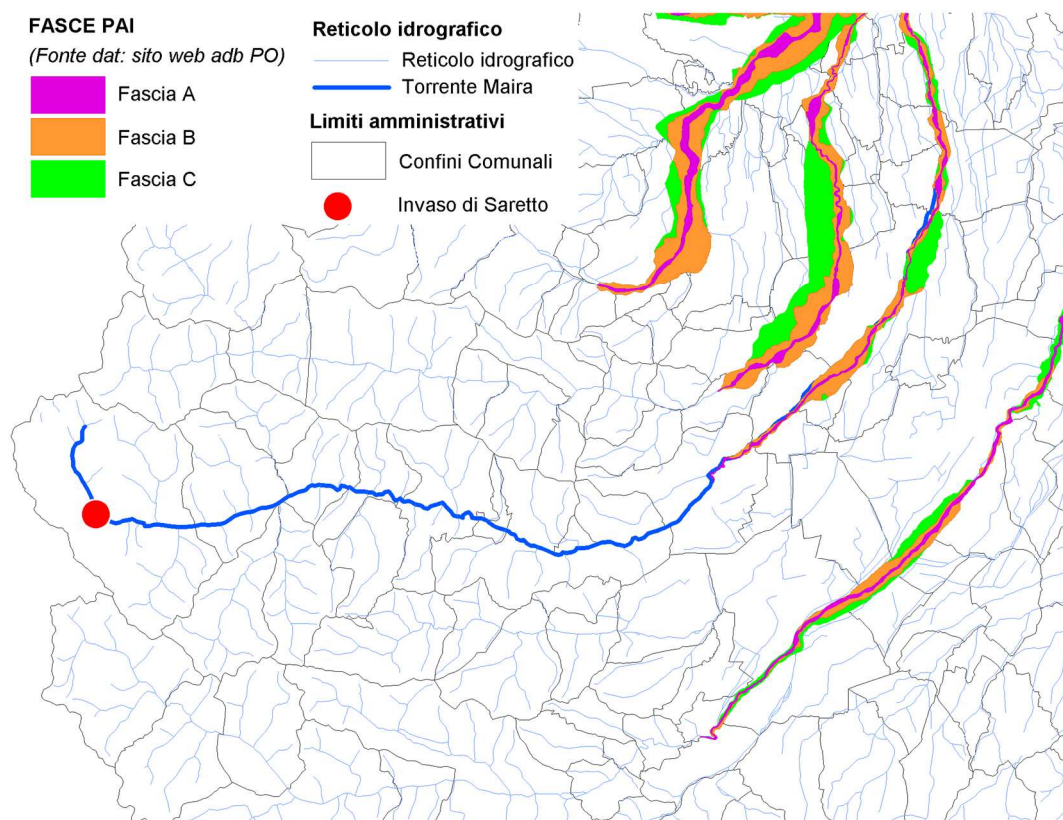 FASCE PAI
(Fonte dat: sito web adb PO)
Fascia A
Fascia B
Fascia C
Reticolo idrografico
Reticolo idrografico
Torrente Maira
Limiti amministrativi
Confini Comunali
Invaso di Saretto